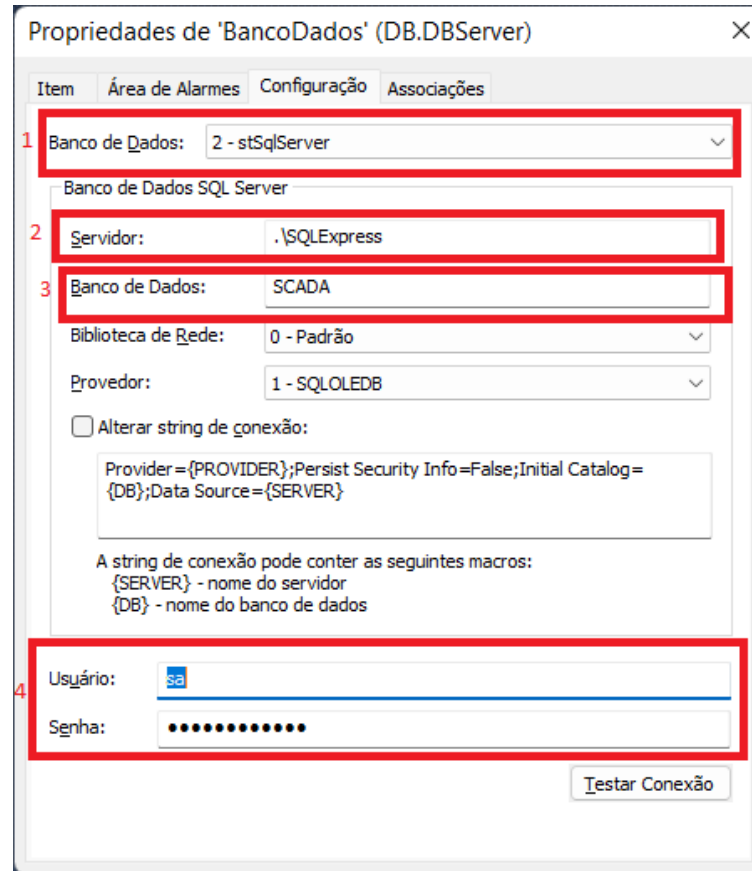 Propriedades de 'BancoDados' (DB.DBServer)
Item Área de Alarmes Configuração Associações
1 Banco de Dados: 2 - stSqlServer
Banco de Dados SQL Server
2 Servidor: .\SQLExpress
3 Banco de Dados: SCADA
Biblioteca de Rede: 0 - Padrão
Provedor: 1 - SQLOLEDB
Alterar string de conexão:
Provider={PROVIDER};Persist Security Info=False;Initial Catalog=
{DB};Data Source={SERVER}
A string de conexão pode conter as seguintes macros:
{SERVER} - nome do servidor
{DB} - nome do banco de dados
4 Usuário: sa
Senha: ●●●●●●●●●●●●
Testar Conexão